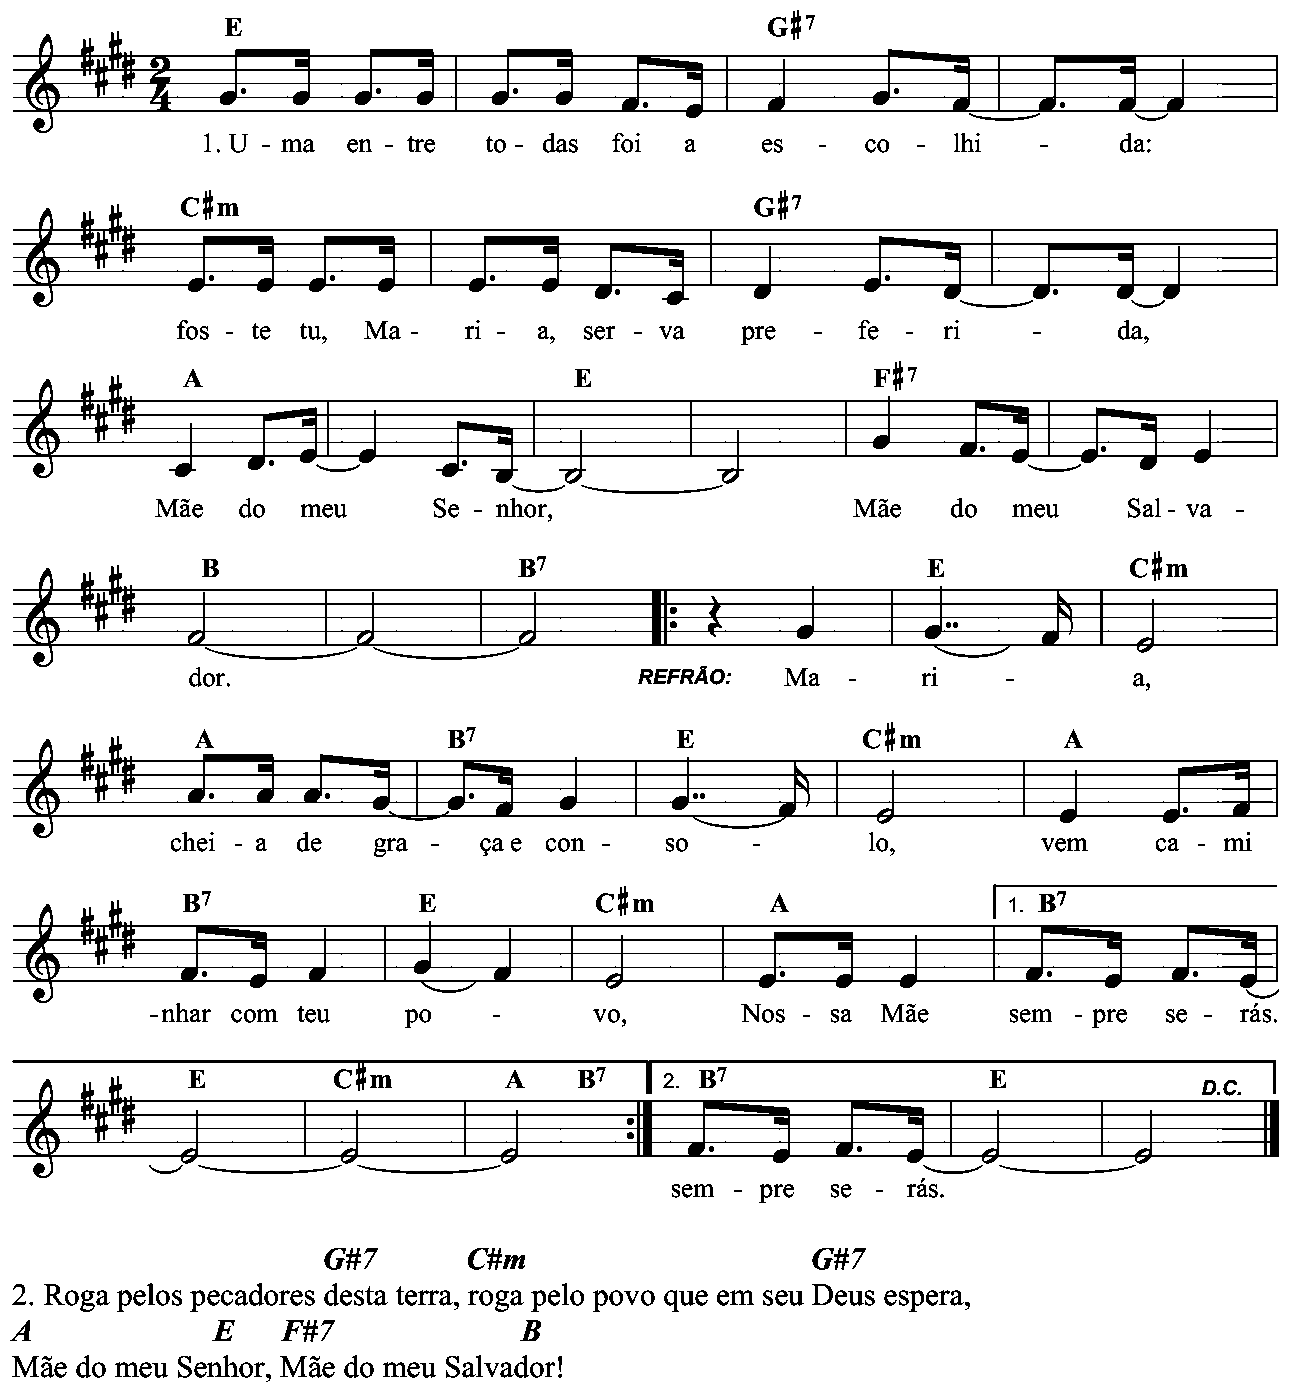 E G#7
1. U - ma en - tre to - das foi a es - co - lhi - da:
C#m G#7
fos - te tu, Ma - ri - a, ser - va pre - fe - ri - da,
A E F#7
Mãe do meu Se - nhor, Mãe do meu Sal - va -
B B7 E C#m
dor. REFRÃO: Ma - ri - a,
A B7 E C#m A
chei - a de gra - ça e con - so - lo, vem ca - mi
B7 E C#m A 1. B7
-nhar com teu po - vo, Nos - sa Mãe sem - pre se - rás.
E C#m A B7 2. B7 E D.C.
sem - pre se - rás.
G#7 C#m G#7
2. Roga pelos pecadores desta terra, roga pelo povo que em seu Deus espera,
A E F#7 B
Mãe do meu Senhor, Mãe do meu Salvador!